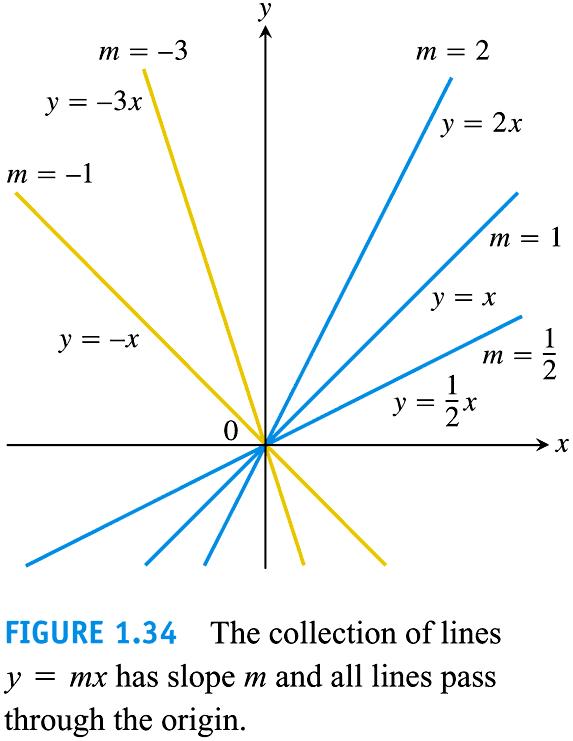 y
m = –3
m = 2
y = –3x
y = 2x
m = –1
m = 1
y = x
y = –x
m = 1/2
y = 1/2x
0
x
FIGURE 1.34 The collection of lines
y = mx has slope m and all lines pass
through the origin.